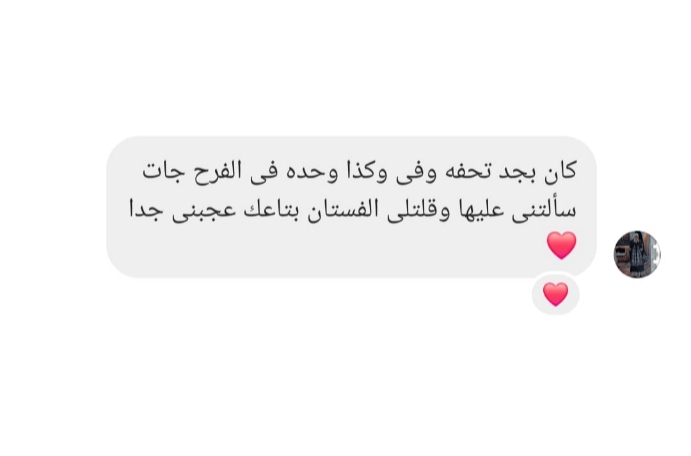 كان بجد تحفه وفى وكذا وحده فى الفرح جات
سألتنى عليها وقلتلى الفستان بتاعك عجبنى جدا
❤️
❤️